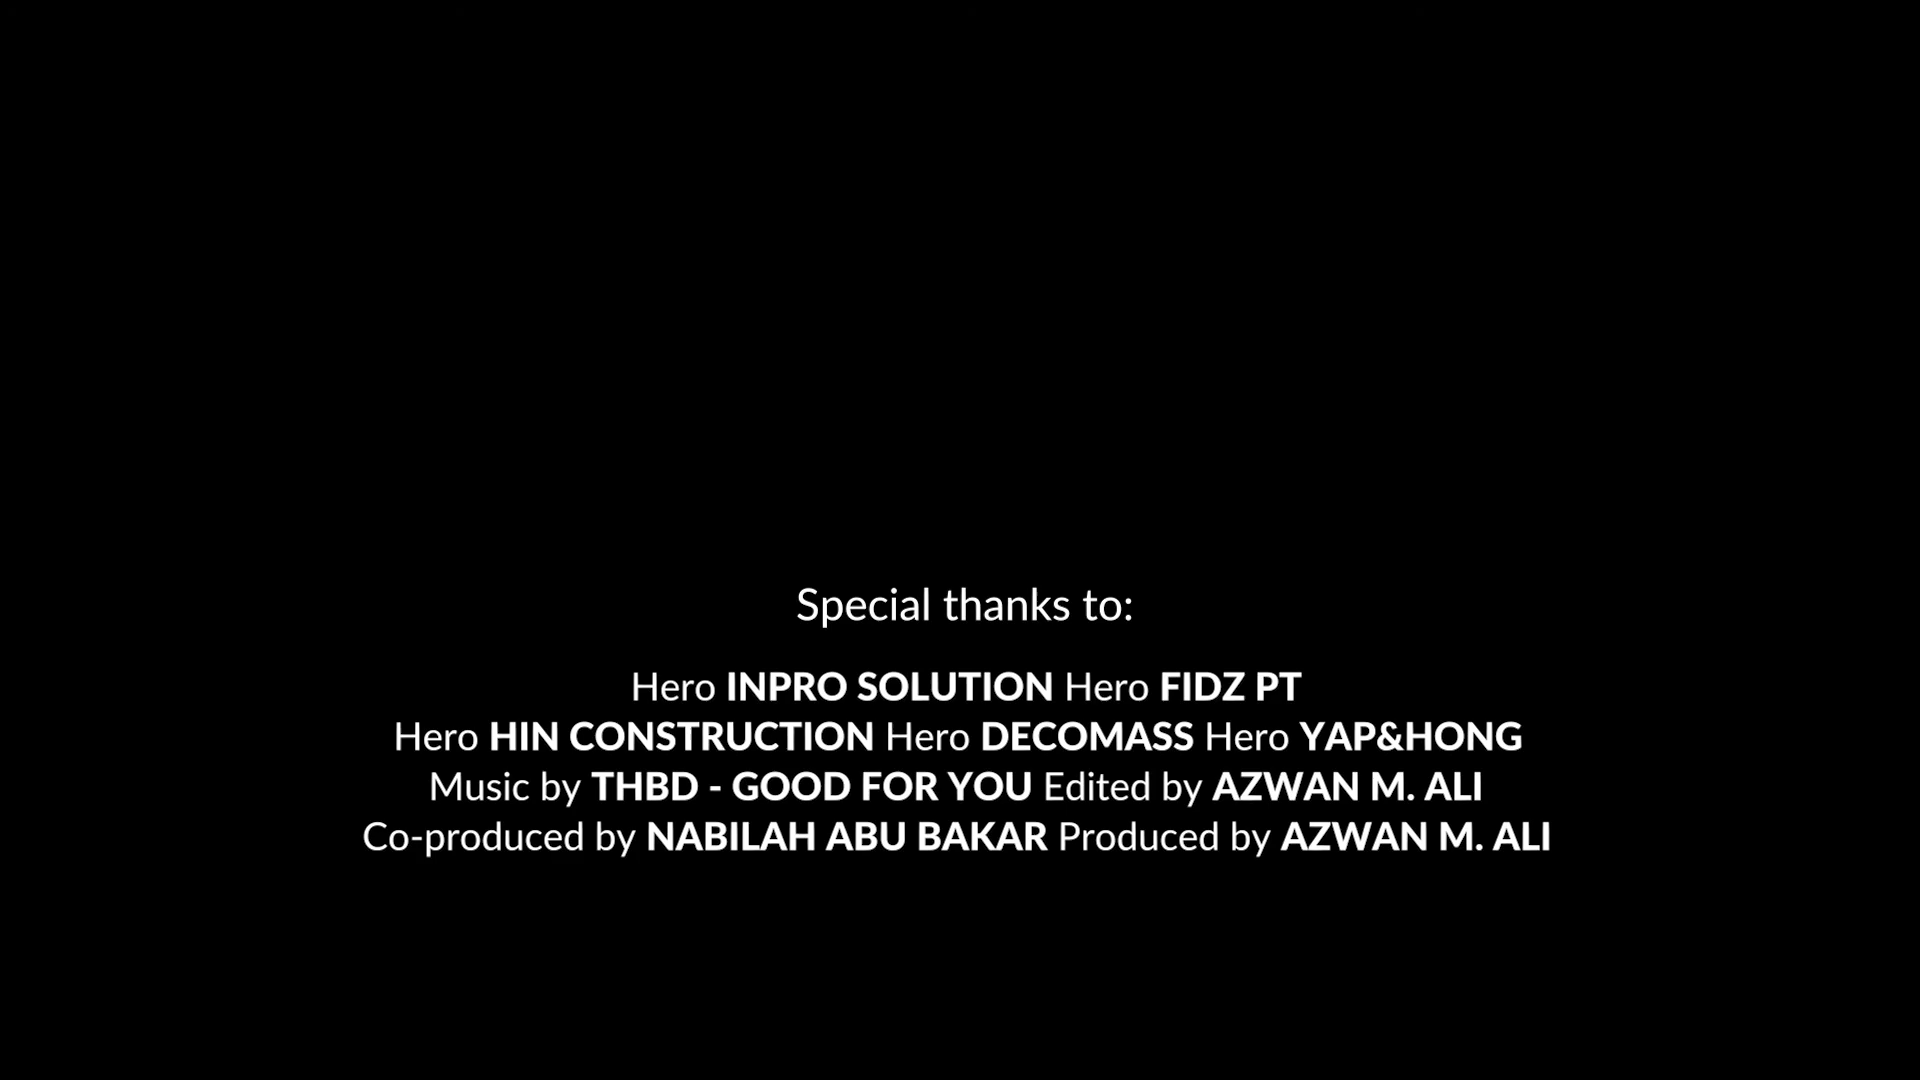 Special thanks to:
Hero INPRO SOLUTION Hero FIDZ PT
Hero HIN CONSTRUCTION Hero DECOMASS Hero YAP&HONG
Music by THBD - GOOD FOR YOU Edited by AZWAN M. ALI
Co-produced by NABILAH ABU BAKAR Produced by AZWAN M. ALI